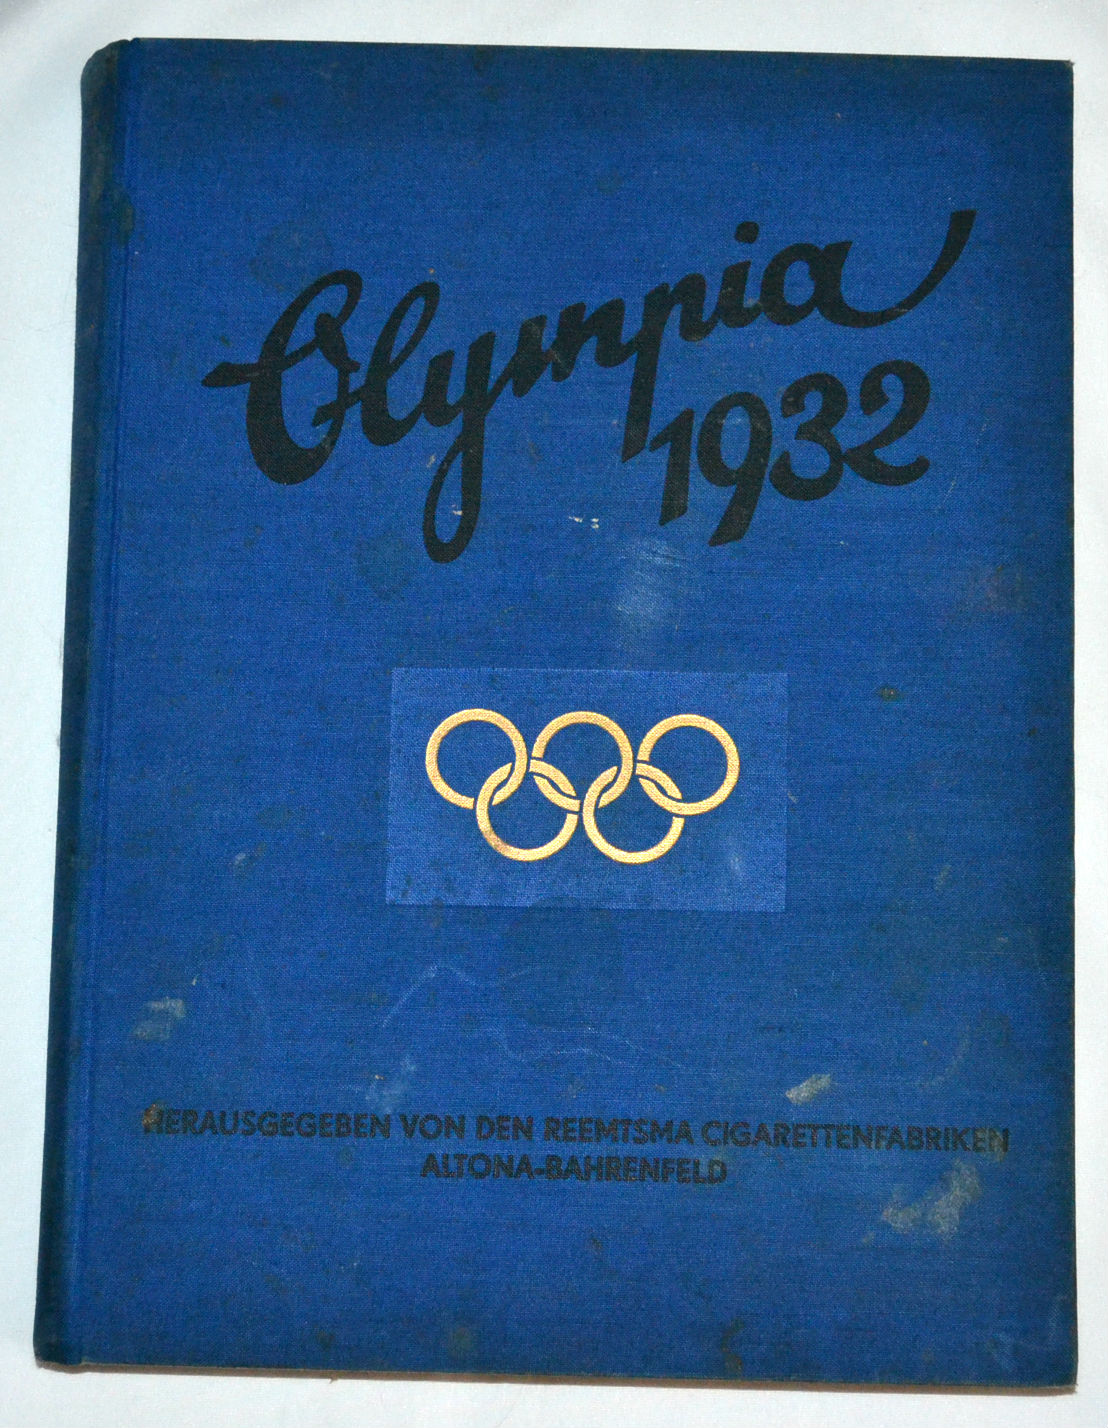 Olympia
1932
HERAUSGEGEBEN VON DEN REEMTSMA CIGARETTENFABRIKEN
ALTONA-BAHRENFELD